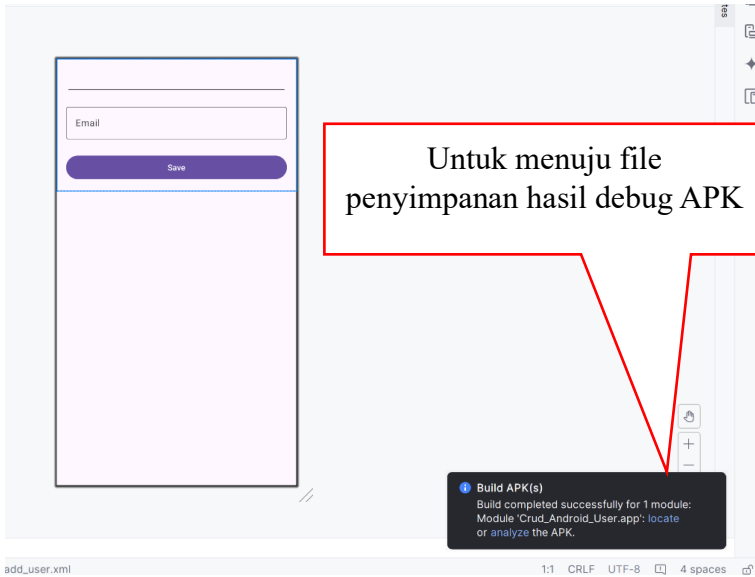 tes
Email
Save
Untuk menuju file
penyimpanan hasil debug APK
Build APK(s)
Build completed successfully for 1 module:
Module 'Crud_Android_User.app': locate
or analyze the APK.
add_user.xml
1:1 CRLF UTF-8 4 spaces